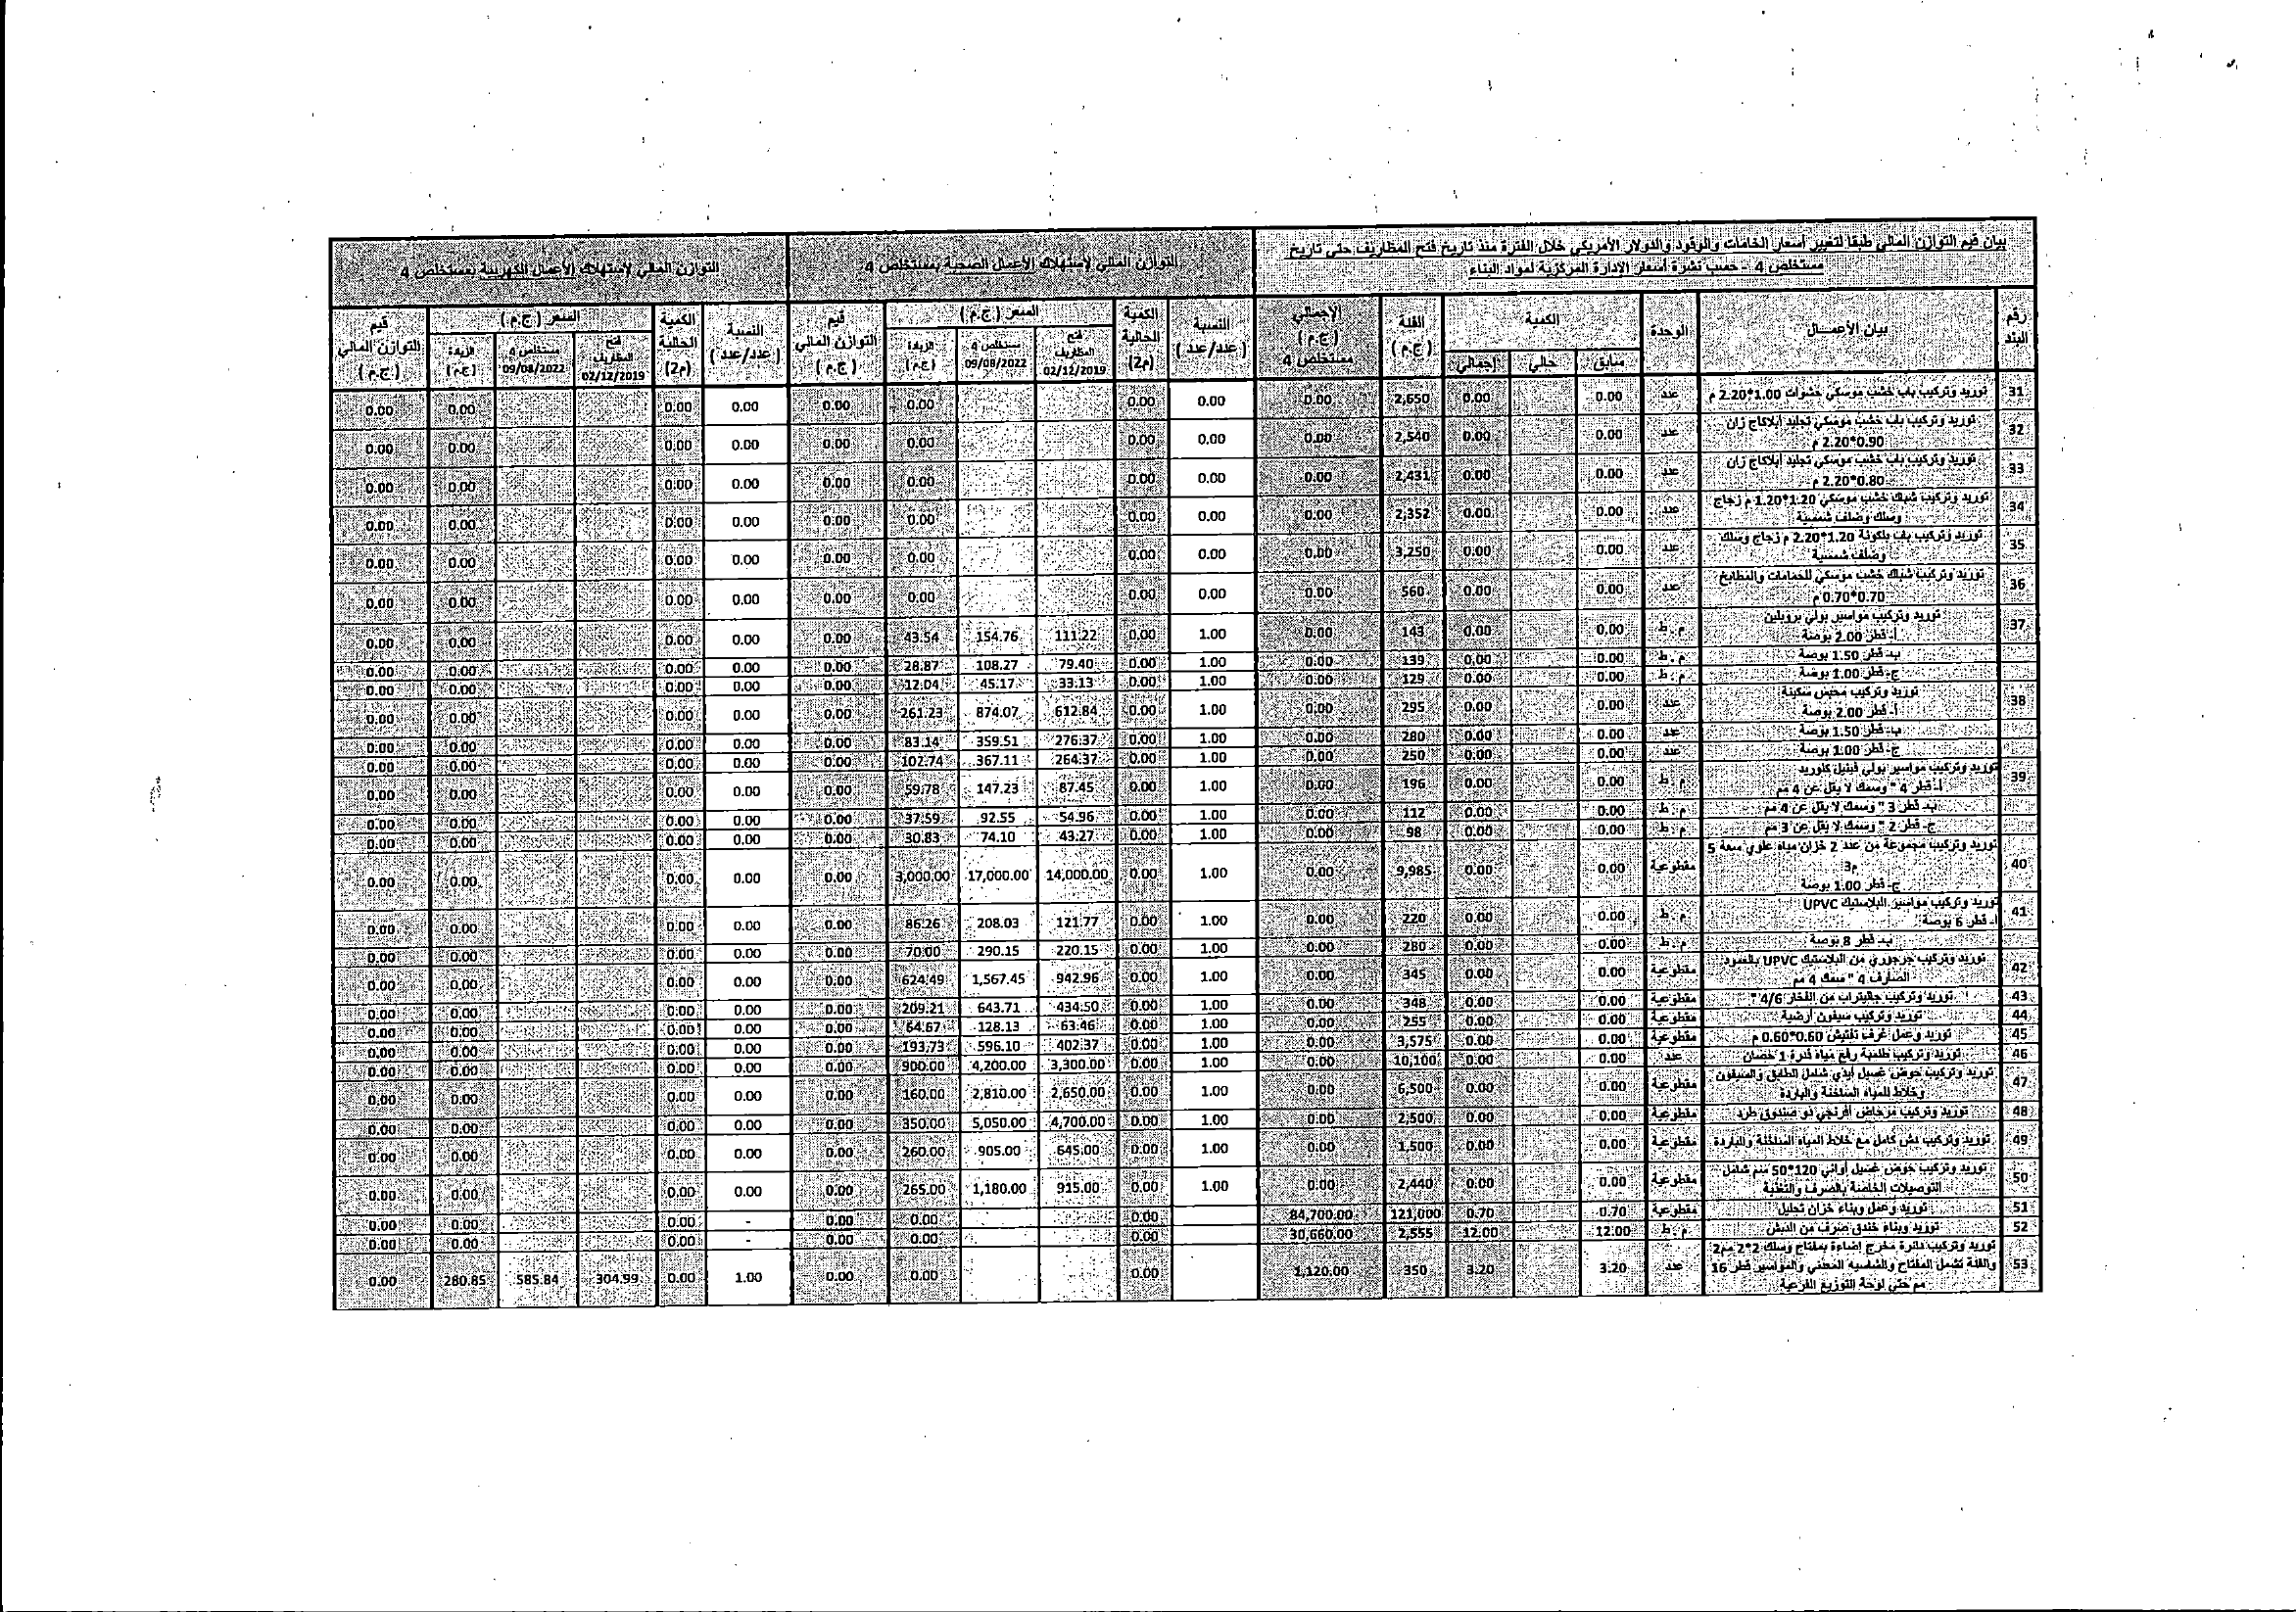 بيان قيم التوازن المالي طبقا لتغيير أسعار الخامات والوقود والدولار الأمريكي خلال الفترة منذ تاريخ فتح المظاريف حتى تاريخ
مستخلص 4 - حسب نشرة أسعار الإدارة المركزية لمواد البناء
التوازن المالي لإستهلاك الأعمال الصحية بمستخلص 4
التوازن المالي لإستهلاك الأعمال الكهربية بمستخلص 4
رقم البند | بيان الأعمـــال | الوحدة | الكمية | الفئة (ج.م) | الإجمالي (ج.م) مستخلص 4 | النسبة (عدد/عدد) | الكمية الحالية (م2) | السعر (ج.م) | قيم التوازن المالي (ج.م) | النسبة (عدد/عدد) | الكمية الحالية (م2) | السعر (ج.م) | قيم التوازن المالي (ج.م)
سابق | حالي | إجمالي | فتح المظاريف 02/12/2019 | مستخلص 4 09/08/2022 | الزيادة (ج.م) | فتح المظاريف 02/12/2019 | مستخلص 4 09/08/2022 | الزيادة (ج.م)
31 توريد وتركيب باب خشب موسكي حشوات 1.00*2.20 م عدد 0.00 0.00 2,650 0.00 0.00 0.00 0.00 0.00 0.00 0.00 0.00 0.00
32 توريد وتركيب باب خشب موسكي تجليد أبلاكاج زان
0.90*2.20 م عدد 0.00 0.00 2,540 0.00 0.00 0.00 0.00 0.00 0.00 0.00 0.00 0.00
33 توريد وتركيب باب خشب موسكي تجليد أبلاكاج زان
0.80*2.20 م عدد 0.00 0.00 2,431 0.00 0.00 0.00 0.00 0.00 0.00 0.00 0.00 0.00
34 توريد وتركيب شباك خشب موسكي 1.20*1.20 م زجاج
وسلك وضلف شمسية عدد 0.00 0.00 2,352 0.00 0.00 0.00 0.00 0.00 0.00 0.00 0.00 0.00
35 توريد وتركيب باب بلكونة 1.20*2.20 م زجاج وسلك
وضلف شمسية عدد 0.00 0.00 3,250 0.00 0.00 0.00 0.00 0.00 0.00 0.00 0.00 0.00
36 توريد وتركيب شباك خشب موسكي للحمامات والمطابخ
0.70*0.70 م عدد 0.00 0.00 560 0.00 0.00 0.00 0.00 0.00 0.00 0.00 0.00 0.00
37 توريد وتركيب مواسير بولي بروبلين
أ- قطر 2.00 بوصة م.ط 0.00 0.00 143 0.00 1.00 0.00 111.22 154.76 43.54 0.00 0.00 0.00 0.00 0.00
ب- قطر 1.50 بوصة م.ط 0.00 0.00 139 0.00 1.00 0.00 79.40 108.27 28.87 0.00 0.00 0.00 0.00 0.00
ج- قطر 1.00 بوصة م.ط 0.00 0.00 129 0.00 1.00 0.00 33.13 45.17 12.04 0.00 0.00 0.00 0.00 0.00
38 توريد وتركيب محبس سكينة
أ- قطر 2.00 بوصة عدد 0.00 0.00 295 0.00 1.00 0.00 612.84 874.07 261.23 0.00 0.00 0.00 0.00 0.00
ب- قطر 1.50 بوصة عدد 0.00 0.00 280 0.00 1.00 0.00 276.37 359.51 83.14 0.00 0.00 0.00 0.00 0.00
ج- قطر 1.00 بوصة عدد 0.00 0.00 250 0.00 1.00 0.00 264.37 367.11 102.74 0.00 0.00 0.00 0.00 0.00
39 توريد وتركيب مواسير بولي فينيل كلوريد
أ- قطر 4 " وسمك لا يقل عن 4 مم م.ط 0.00 0.00 196 0.00 1.00 0.00 87.45 147.23 59.78 0.00 0.00 0.00 0.00 0.00
ب- قطر 3 " وسمك لا يقل عن 4 مم م.ط 0.00 0.00 112 0.00 1.00 0.00 54.96 92.55 37.59 0.00 0.00 0.00 0.00 0.00
ج- قطر 2 " وسمك لا يقل عن 3 مم م.ط 0.00 0.00 98 0.00 1.00 0.00 43.27 74.10 30.83 0.00 0.00 0.00 0.00 0.00
40 توريد وتركيب مجموعة من عدد 2 خزان مياه علوي سعة 5
م3
ج- قطر 1.00 بوصة مقطوعية 0.00 0.00 9,985 0.00 1.00 0.00 14,000.00 17,000.00 3,000.00 0.00 0.00 0.00 0.00 0.00
41 توريد وتركيب مواسير البلاستيك UPVC
أ- قطر 6 بوصة م.ط 0.00 0.00 220 0.00 1.00 0.00 121.77 208.03 86.26 0.00 0.00 0.00 0.00 0.00
ب- قطر 8 بوصة م.ط 0.00 0.00 280 0.00 1.00 0.00 220.15 290.15 70.00 0.00 0.00 0.00 0.00 0.00
42 توريد وتركيب جرجوري من البلاستيك UPVC بالعمود
الصارف 4 " سمك 4 مم مقطوعية 0.00 0.00 345 0.00 1.00 0.00 942.96 1,567.45 624.49 0.00 0.00 0.00 0.00 0.00
43 توريد وتركيب جاليتراب من الفخار 4/6 " مقطوعية 0.00 0.00 348 0.00 1.00 0.00 434.50 643.71 209.21 0.00 0.00 0.00 0.00 0.00
44 توريد وتركيب سيفون أرضية مقطوعية 0.00 0.00 255 0.00 1.00 0.00 63.46 128.13 64.67 0.00 0.00 0.00 0.00 0.00
45 توريد وعمل غرف تفتيش 0.60*0.60 م مقطوعية 0.00 0.00 3,575 0.00 1.00 0.00 402.37 596.10 193.73 0.00 0.00 0.00 0.00 0.00
46 توريد وتركيب طلمبة رفع مياه قدرة 1 حصان عدد 0.00 0.00 10,100 0.00 1.00 0.00 3,300.00 4,200.00 900.00 0.00 0.00 0.00 0.00 0.00
47 توريد وتركيب حوض غسيل أيدي شامل الطابق والسيفون
وخلاط للمياه الساخنة والباردة مقطوعية 0.00 0.00 6,500 0.00 1.00 0.00 2,650.00 2,810.00 160.00 0.00 0.00 0.00 0.00 0.00
48 توريد وتركيب مرحاض أفرنجي ذو صندوق طرد مقطوعية 0.00 0.00 2,500 0.00 1.00 0.00 4,700.00 5,050.00 350.00 0.00 0.00 0.00 0.00 0.00
49 توريد وتركيب دش كامل مع خلاط المياه الساخنة والباردة مقطوعية 0.00 0.00 1,500 0.00 1.00 0.00 645.00 905.00 260.00 0.00 0.00 0.00 0.00 0.00
50 توريد وتركيب حوض غسيل أواني 120*50 سم شامل
التوصيلات الخاصة بالصرف والتغذية مقطوعية 0.00 0.00 2,440 0.00 1.00 0.00 915.00 1,180.00 265.00 0.00 0.00 0.00 0.00 0.00
51 توريد وعمل وبناء خزان تحليل مقطوعية 0.70 0.70 121,000 84,700.00 0.00 0.00 0.00 - 0.00 0.00 0.00
52 توريد وبناء خندق صرف من الدبش م.ط 12.00 12.00 2,555 30,660.00 0.00 0.00 0.00 - 0.00 0.00 0.00
53 توريد وتركيب دائرة مخرج إضاءة بمفتاح وسلك 2*2 مم2
والفئة تشمل المفتاح والشاسيه المعدني والمواسير قطر 16
مم حتى لوحة التوزيع الفرعية عدد 3.20 3.20 350 1,120.00 0.00 0.00 0.00 1.00 0.00 304.99 585.84 280.85 0.00